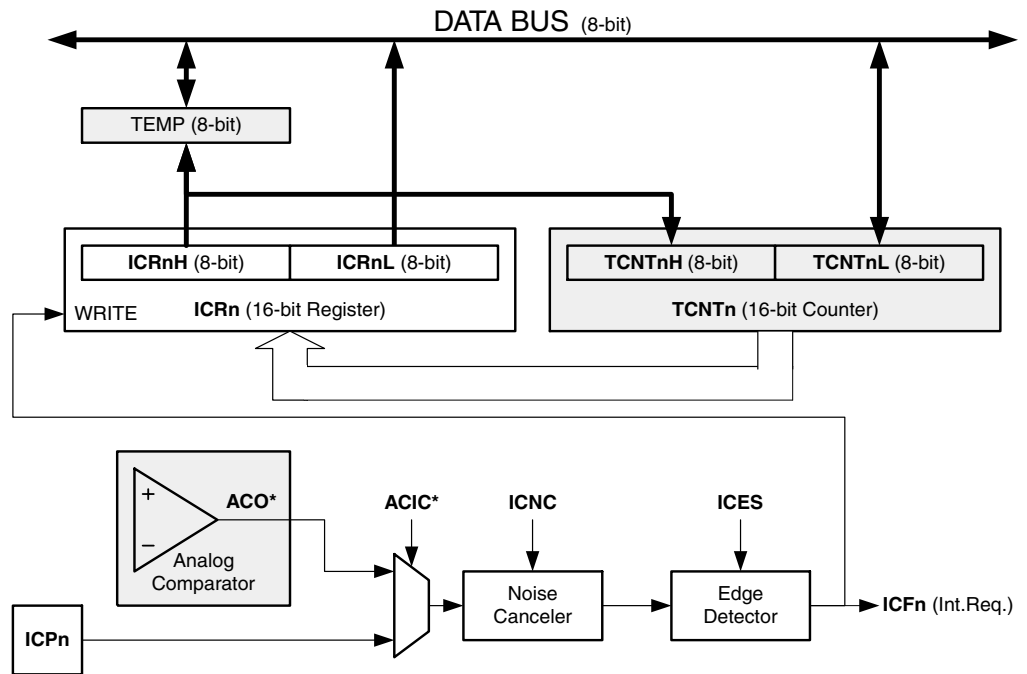 DATA BUS (8-bit)
TEMP (8-bit)
ICRnH (8-bit) ICRnL (8-bit) TCNTnH (8-bit) TCNTnL (8-bit)
WRITE ICRn (16-bit Register) TCNTn (16-bit Counter)
+ ACO* ACIC* ICNC ICES
−
Analog
Comparator
Noise
Canceler
Edge
Detector
ICFn (Int.Req.)
ICPn